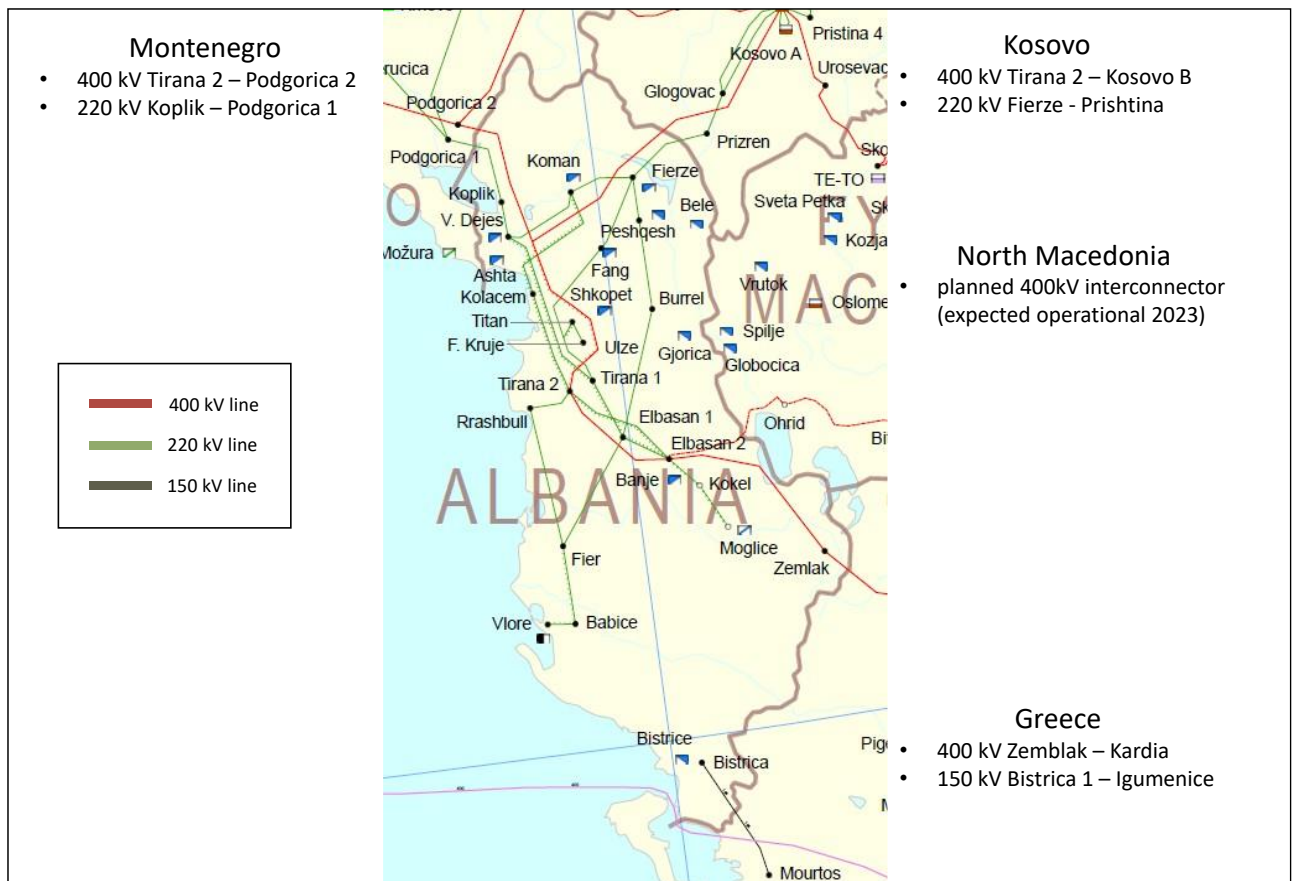 Montenegro
• 400 kV Tirana 2 – Podgorica 2
• 220 kV Koplik – Podgorica 1
400 kV line
220 kV line
150 kV line
Pristina 4
Kosovo A
Urosevac
Glogovac
Podgorica 2
Prizren
Podgorica 1
Koman
Fierze
TE-TO
Koplik
Bele
Sveta Petka
V. Dejes
Peshqesh
Kozja
Možura
Ashta
Fang
Vrutok
Kolacem
Shkopet
Burrel
MAC
Oslome
Titan
F. Kruje
Ulze
Gjorica
Spilje
Globocica
Tirana 2
Tirana 1
Rrashbull
Elbasan 1
Ohrid
Elbasan 2
Banje
Kokel
ALBANIA
Moglice
Fier
Zemlak
Vlore
Babice
Bistrice
Bistrica
Mourtos
Kosovo
• 400 kV Tirana 2 – Kosovo B
• 220 kV Fierze - Prishtina
North Macedonia
• planned 400kV interconnector
(expected operational 2023)
Greece
• 400 kV Zemblak – Kardia
• 150 kV Bistrica 1 – Igumenice